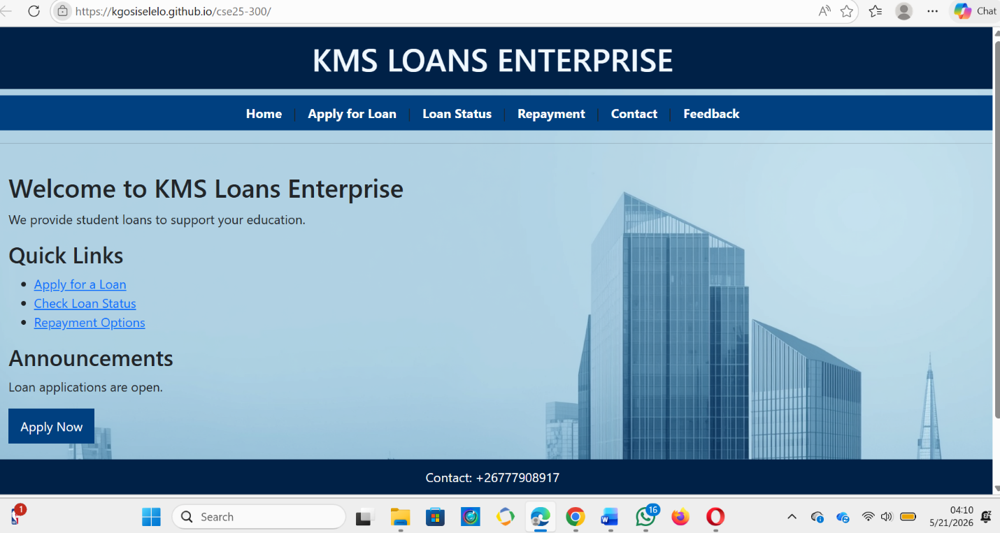 https://kgosiselelo.github.io/cse25-300/
Chat
KMS LOANS ENTERPRISE
Home | Apply for Loan | Loan Status | Repayment | Contact | Feedback
Welcome to KMS Loans Enterprise
We provide student loans to support your education.
Quick Links
• Apply for a Loan
• Check Loan Status
• Repayment Options
Announcements
Loan applications are open.
Apply Now
Contact: +26777908917
1
Search
16
04:10
5/21/2026